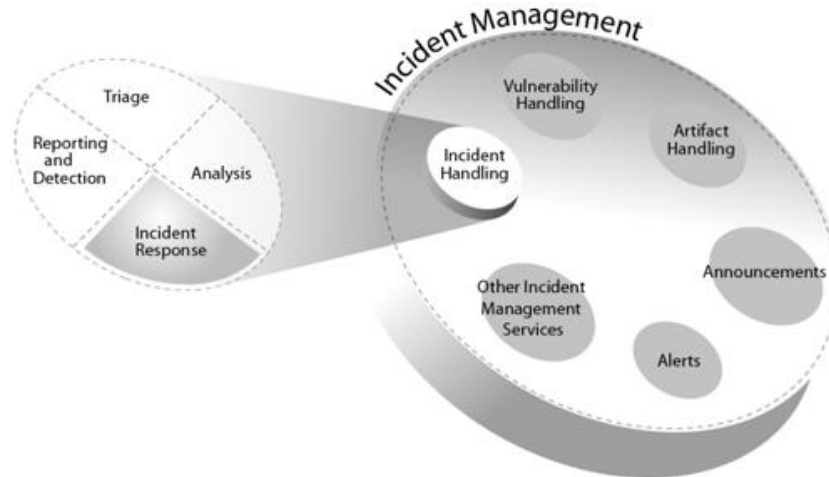 Incident Management
Triage
Reporting
and
Detection
Analysis
Incident
Response
Incident
Handling
Vulnerability
Handling
Artifact
Handling
Announcements
Other Incident
Management
Services
Alerts